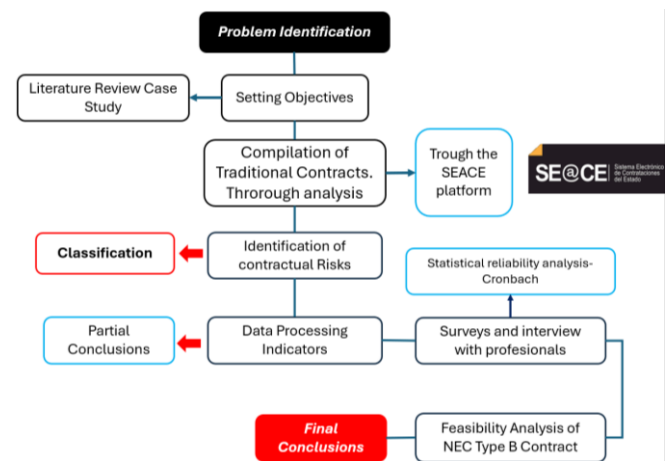 Problem Identification
Literature Review Case
Study
Setting Objectives
Compilation of
Traditional Contracts.
Throrough analysis
Trough the
SEACE
platform
SE@CE
Sistema Electrónico
de Contrataciones
del Estado
Classification
Identification of
contractual Risks
Statistical reliability analysis-
Cronbach
Partial
Conclusions
Data Processing
Indicators
Surveys and interview
with profesionals
Final
Conclusions
Feasibility Analysis of
NEC Type B Contract